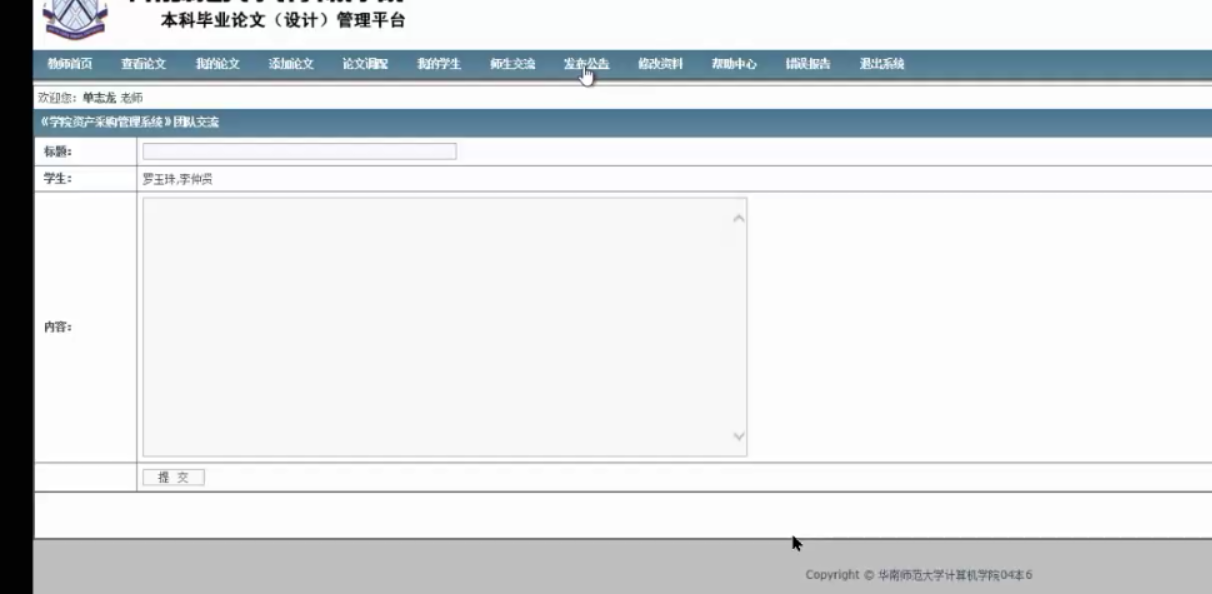 本科毕业论文（设计）管理平台
教师首页 查看论文 我的论文 添加论文 论文调配 我的学生 师生交流 发布公告 修改资料 帮助中心 错误报告 退出系统
欢迎您：单志龙 老师
《学院资产采购管理系统》团队交流
标题：
学生： 罗玉珠,李仲贤
内容：
提 交
Copyright © 华南师范大学计算机学院04本6